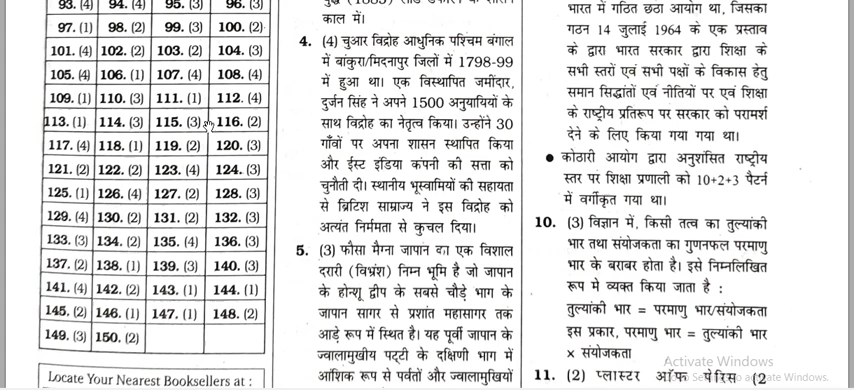 93. (4) 94. (4) 95. (3) 96. (3)
97. (1) 98. (2) 99. (3) 100. (2)
101. (4) 102. (2) 103. (2) 104. (3)
105. (4) 106. (1) 107. (4) 108. (4)
109. (1) 110. (3) 111. (1) 112. (4)
113. (1) 114. (3) 115. (3) 116. (2)
117. (4) 118. (1) 119. (2) 120. (3)
121. (2) 122. (2) 123. (4) 124. (3)
125. (1) 126. (4) 127. (2) 128. (3)
129. (4) 130. (2) 131. (2) 132. (3)
133. (3) 134. (2) 135. (4) 136. (3)
137. (2) 138. (1) 139. (3) 140. (3)
141. (4) 142. (2) 143. (1) 144. (1)
145. (2) 146. (1) 147. (1) 148. (2)
149. (3) 150. (2)
Locate Your Nearest Booksellers at :
काल में।
4. (4) चुआर विद्रोह आधुनिक पश्चिम बंगाल
में बांकुरा/मिदनापुर जिलों में 1798-99
में हुआ था। एक विस्थापित जमींदार,
दुर्जन सिंह ने अपने 1500 अनुयायियों के
साथ विद्रोह का नेतृत्व किया। उन्होंने 30
गाँवों पर अपना शासन स्थापित किया
और ईस्ट इंडिया कंपनी की सत्ता को
चुनौती दी। स्थानीय भूस्वामियों की सहायता
से ब्रिटिश साम्राज्य ने इस विद्रोह को
अत्यंत निर्ममता से कुचल दिया।
5. (3) फौसा मैग्ना जापान का एक विशाल
दरारी (विभ्रंश) निम्न भूमि है जो जापान
के होन्शू द्वीप के सबसे चौड़े भाग के
जापान सागर से प्रशांत महासागर तक
आड़े रूप में स्थित है। यह पूर्वी जापान के
ज्वालामुखीय पट्टी के दक्षिणी भाग में
आंशिक रूप से पर्वतों और ज्वालामुखियों
भारत में गठित छठा आयोग था, जिसका
गठन 14 जुलाई 1964 के एक प्रस्ताव
के द्वारा भारत सरकार द्वारा शिक्षा के
सभी स्तरों एवं सभी पक्षों के विकास हेतु
समान सिद्धांतों एवं नीतियों पर एवं शिक्षा
के राष्ट्रीय प्रतिरूप पर सरकार को परामर्श
देने के लिए किया गया गया था।
● कोठारी आयोग द्वारा अनुशंसित राष्ट्रीय
स्तर पर शिक्षा प्रणाली को 10+2+3 पैटर्न
में वर्गीकृत गया था।
10. (3) विज्ञान में, किसी तत्व का तुल्यांकी
भार तथा संयोजकता का गुणनफल परमाणु
भार के बराबर होता है। इसे निम्नलिखित
रूप मे व्यक्त किया जाता है :
तुल्यांकी भार = परमाणु भार/संयोजकता
इस प्रकार, परमाणु भार = तुल्यांकी भार
× संयोजकता
11. (2) प्लास्टर ऑफ पेरिस (2
Activate Windows